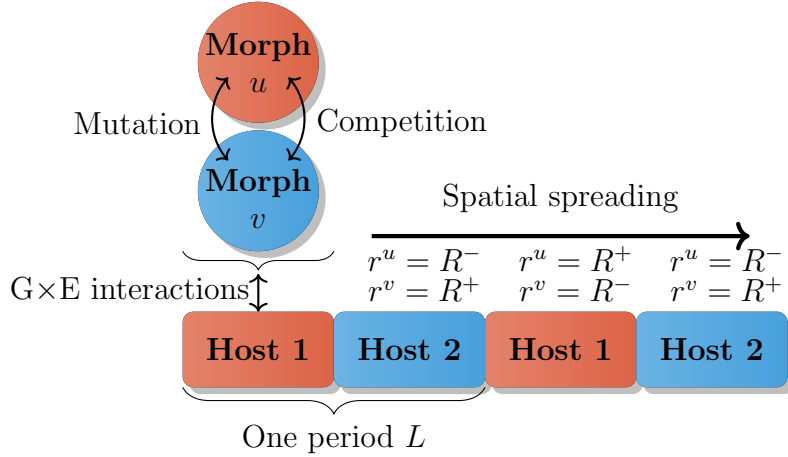 Morph
u
Mutation
Competition
Morph
v
Spatial spreading
G×E interactions
r^u = R^- r^u = R^+ r^u = R^-
r^v = R^+ r^v = R^- r^v = R^+
Host 1 Host 2 Host 1 Host 2
One period L